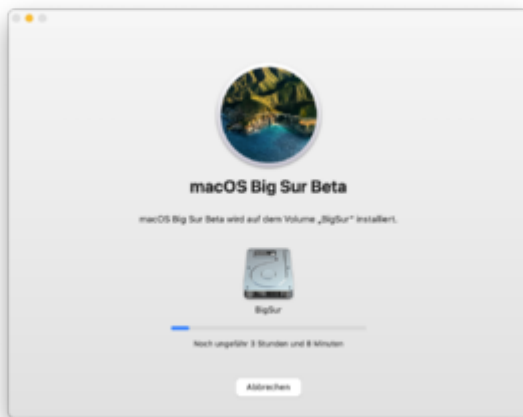 macOS Big Sur Beta
macOS Big Sur Beta wird auf dem Volume „BigSur“ installiert.
BigSur
Noch ungefähr 3 Stunden und 8 Minuten
Abbrechen